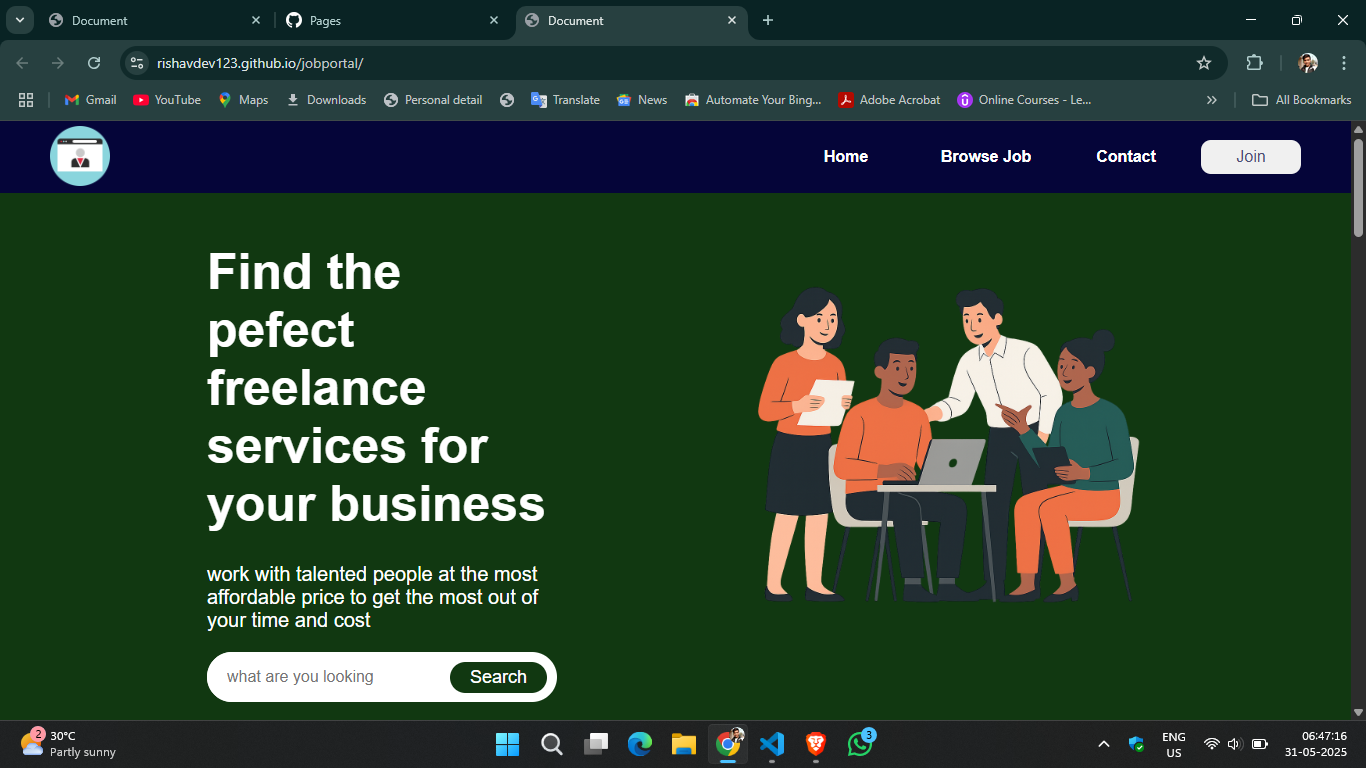 Document
Pages
Document
rishavdev123.github.io/jobportal/
Gmail
YouTube
Maps
Downloads
Personal detail
Translate
News
Automate Your Bing...
Adobe Acrobat
Online Courses - Le...
All Bookmarks
Home
Browse Job
Contact
Join
Find the
pefect
freelance
services for
your business
work with talented people at the most
affordable price to get the most out of
your time and cost
what are you looking
Search
2
30°C
Partly sunny
3
ENG
US
06:47:16
31-05-2025